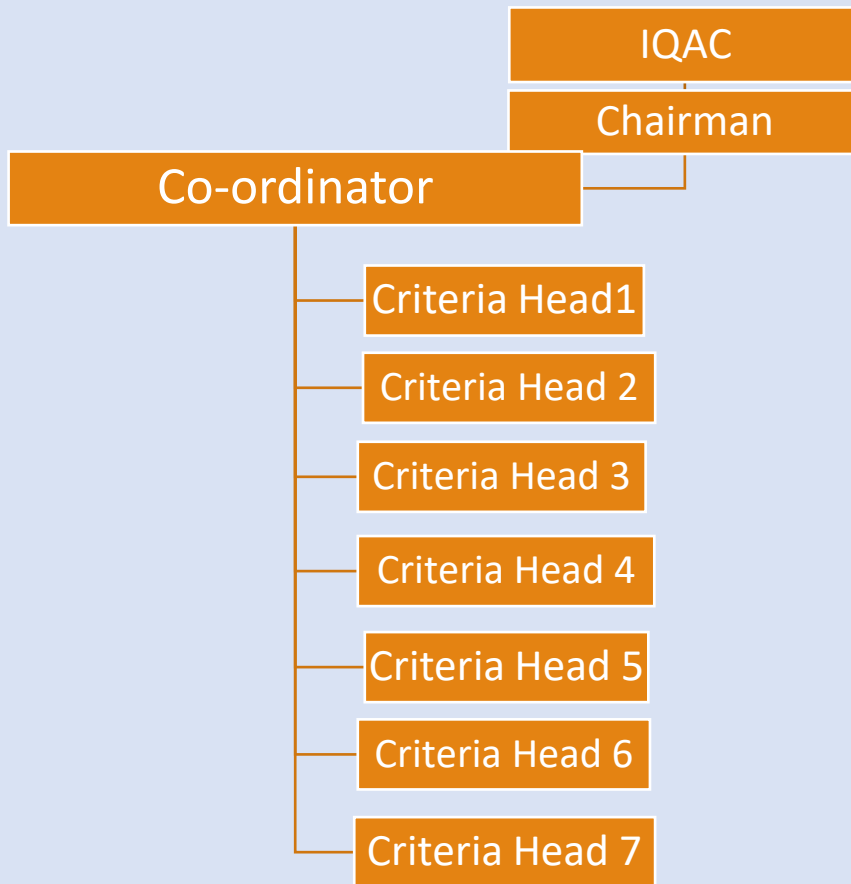 IQAC
Chairman
Co-ordinator
Criteria Head1
Criteria Head 2
Criteria Head 3
Criteria Head 4
Criteria Head 5
Criteria Head 6
Criteria Head 7